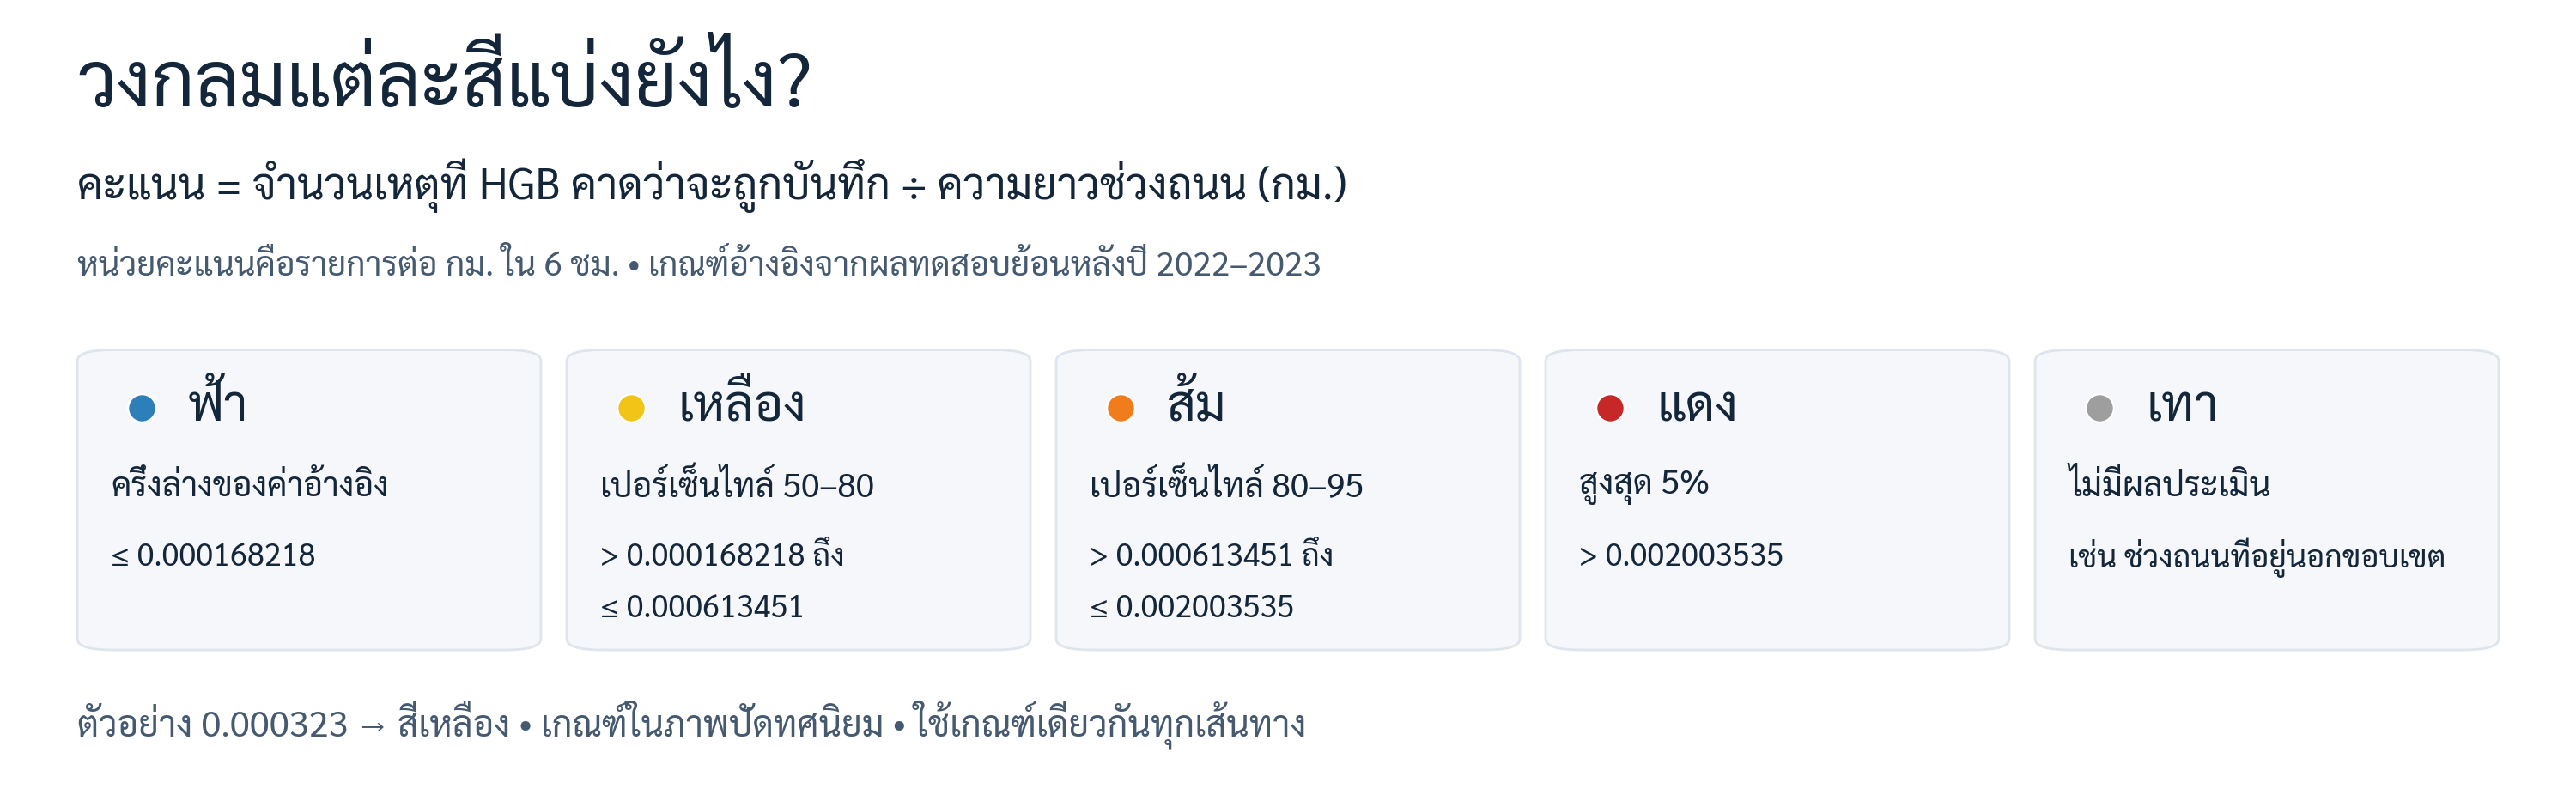 วงกลมแต่ละสีแบ่งยังไง?
คะแนน = จำนวนเหตุที่ HGB คาดว่าจะถูกบันทึก ÷ ความยาวช่วงถนน (กม.)
หน่วยคะแนนคือรายการต่อ กม. ใน 6 ชม. • เกณฑ์อ้างอิงจากผลทดสอบย้อนหลังปี 2022–2023
ฟ้า
ครึ่งล่างของค่าอ้างอิง
≤ 0.000168218
เหลือง
เปอร์เซ็นไทล์ 50–80
> 0.000168218 ถึง
≤ 0.000613451
ส้ม
เปอร์เซ็นไทล์ 80–95
> 0.000613451 ถึง
≤ 0.002003535
แดง
สูงสุด 5%
> 0.002003535
เทา
ไม่มีผลประเมิน
เช่น ช่วงถนนที่อยู่นอกขอบเขต
ตัวอย่าง 0.000323 → สีเหลือง • เกณฑ์ในภาพปัดทศนิยม • ใช้เกณฑ์เดียวกันทุกเส้นทาง